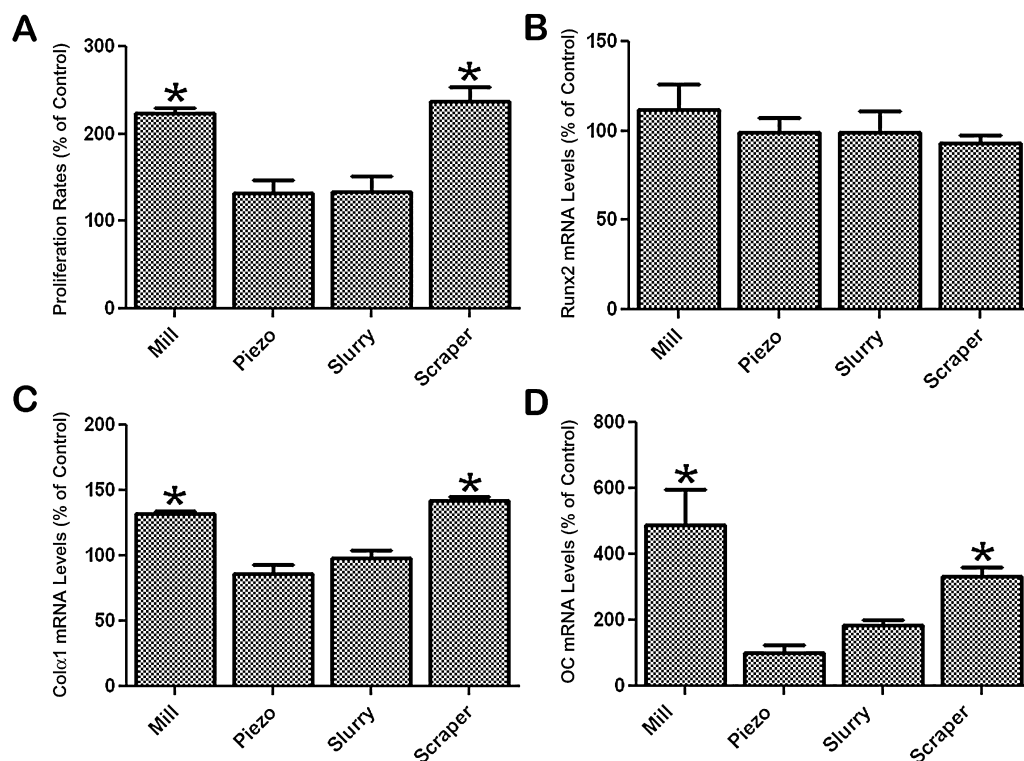 A
Proliferation Rates (% of Control)
300
200
100
0
*
*
Mill
Piezo
Slurry
Scraper
B
Runx2 mRNA Levels (% of Control)
150
100
50
0
Mill
Piezo
Slurry
Scraper
C
Colα1 mRNA Levels (% of Control)
200
150
100
50
0
*
*
Mill
Piezo
Slurry
Scraper
D
OC mRNA Levels (% of Control)
800
600
400
200
0
*
*
Mill
Piezo
Slurry
Scraper